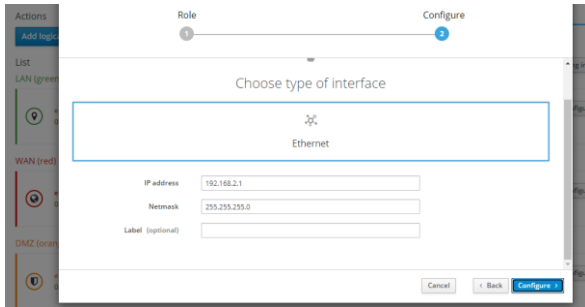 Actions
Role
Configure
Add logic
1
2
List
LAN (green
Choose type of interface
Ethernet
WAN (red)
IP address 192.168.2.1
Netmask 255.255.255.0
Label (optional)
DMZ (oran
Cancel < Back Configure >